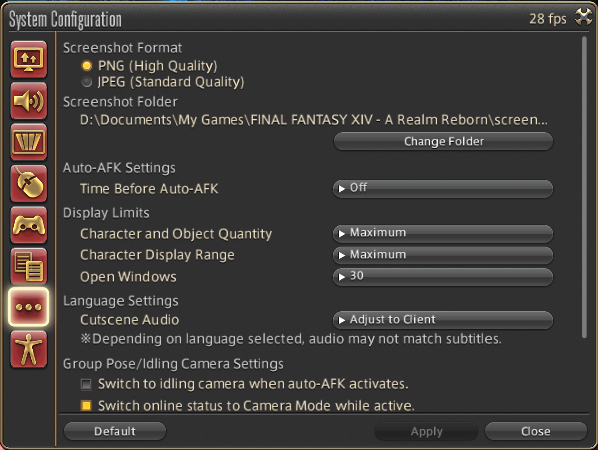 System Configuration
28 fps
Screenshot Format
PNG (High Quality)
JPEG (Standard Quality)
Screenshot Folder
D:\Documents\My Games\FINAL FANTASY XIV - A Realm Reborn\screen...
Change Folder
Auto-AFK Settings
Time Before Auto-AFK
Off
Display Limits
Character and Object Quantity
Maximum
Character Display Range
Maximum
Open Windows
30
Language Settings
Cutscene Audio
Adjust to Client
※Depending on language selected, audio may not match subtitles.
Group Pose/Idling Camera Settings
Switch to idling camera when auto-AFK activates.
Switch online status to Camera Mode while active.
Default
Apply
Close